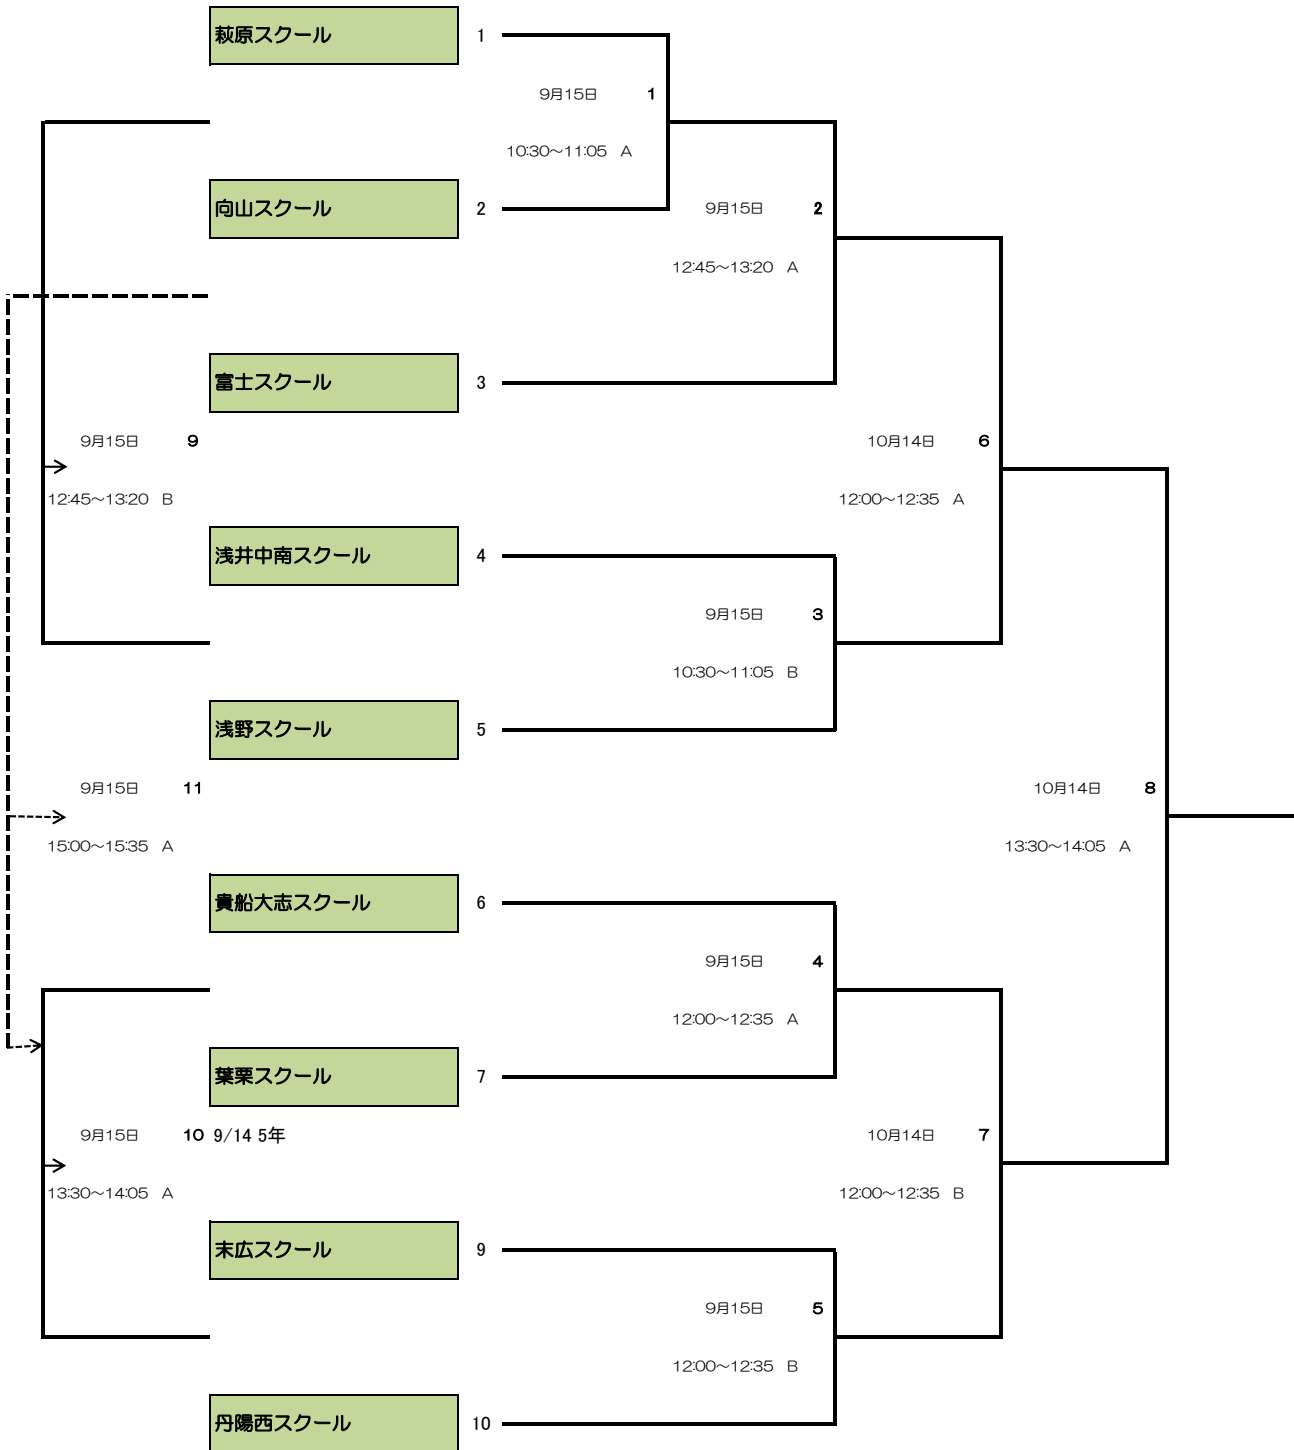 萩原スクール 1
9月15日 1
10:30～11:05 A
向山スクール 2
9月15日 2
12:45～13:20 A
富士スクール 3
9月15日 9
10月14日 6
12:45～13:20 B
12:00～12:35 A
浅井中南スクール 4
9月15日 3
10:30～11:05 B
浅野スクール 5
9月15日 11
10月14日 8
15:00～15:35 A
13:30～14:05 A
貴船大志スクール 6
9月15日 4
12:00～12:35 A
葉栗スクール 7
9月15日 10 9/14 5年
10月14日 7
13:30～14:05 A
12:00～12:35 B
末広スクール 9
9月15日 5
12:00～12:35 B
丹陽西スクール 10